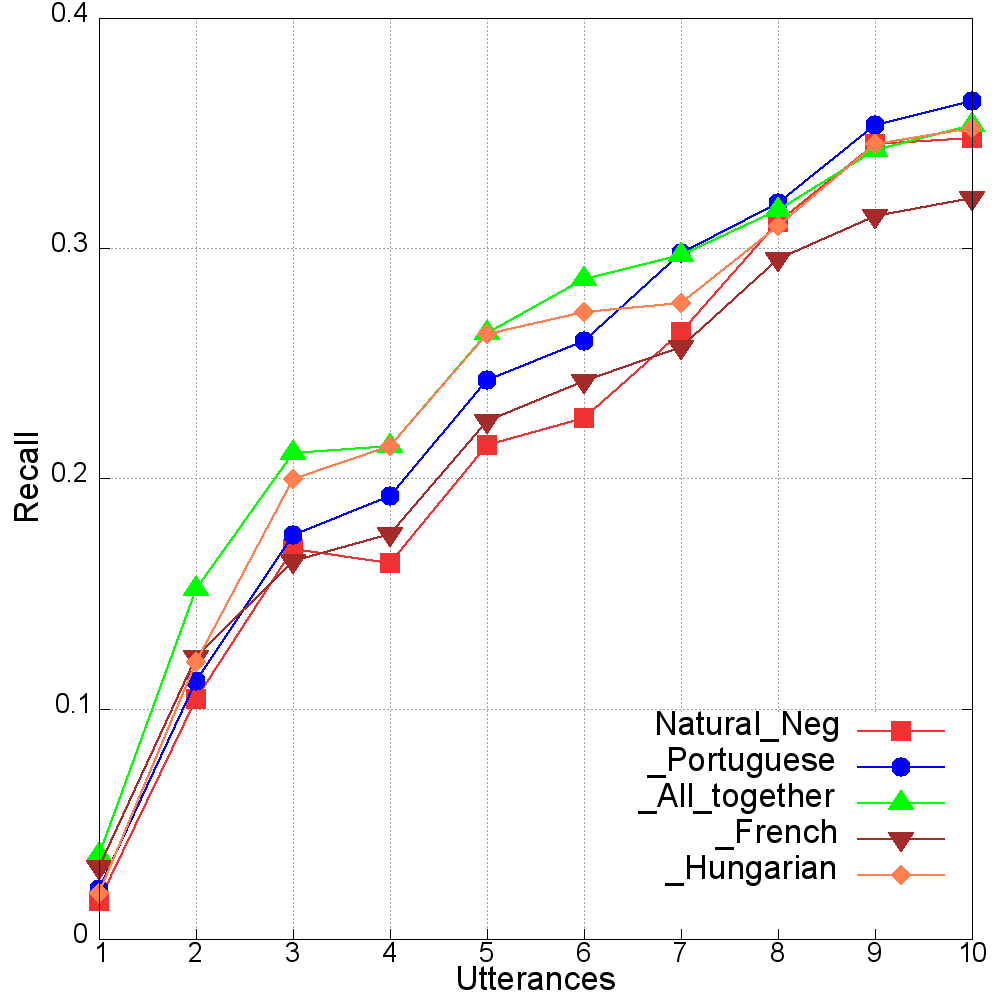 0.4
0.3
0.2
0.1
0
Recall
1 2 3 4 5 6 7 8 9 10
Utterances
Natural_Neg
_Portuguese
_All_together
_French
_Hungarian